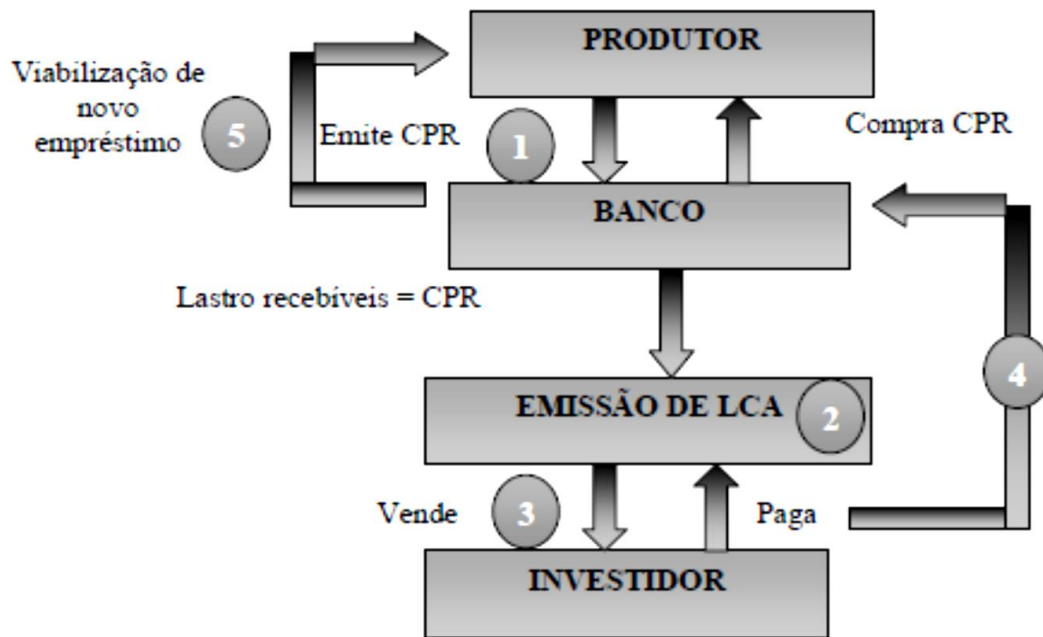 PRODUTOR
Viabilização de
novo
empréstimo
5
Emite CPR
1
Compra CPR
BANCO
Lastro recebíveis = CPR
4
EMISSÃO DE LCA
2
Vende
3
Paga
INVESTIDOR